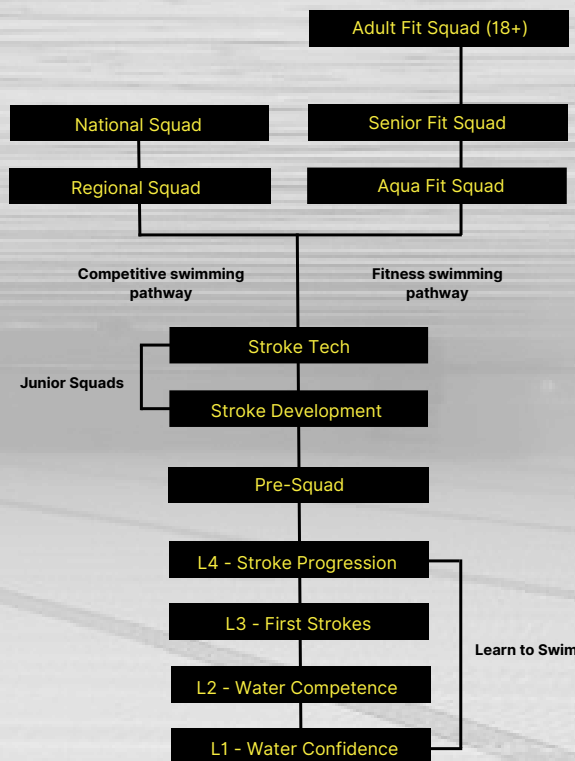 Adult Fit Squad (18+)
National Squad
Senior Fit Squad
Regional Squad
Aqua Fit Squad
Competitive swimming
pathway
Fitness swimming
pathway
Stroke Tech
Junior Squads
Stroke Development
Pre-Squad
L4 - Stroke Progression
L3 - First Strokes
Learn to Swim
L2 - Water Competence
L1 - Water Confidence